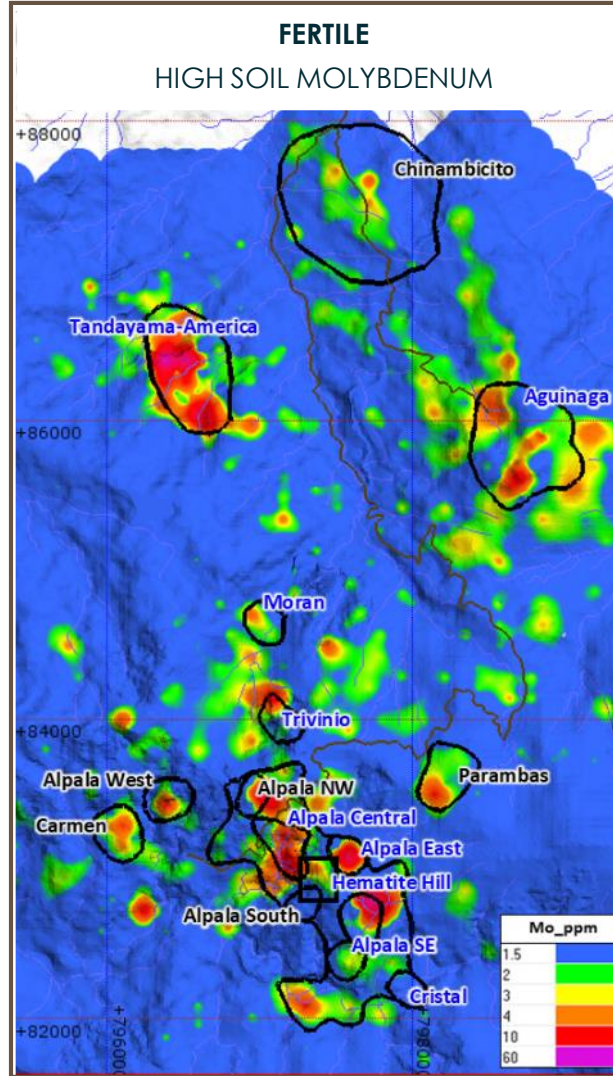 FERTILE
HIGH SOIL MOLYBDENUM
+88000
Chinambicito
Tandayama-America
Aguinaga
+86000
Moran
Trivinio
+84000
Alpala West
Alpala NW
Parambas
Carmen
Alpala Central
Alpala East
Hematite Hill
Alpala South
Alpala SE
Cristal
+82000
+796000
+798000
Mo_ppm
1.5
2
3
4
10
60